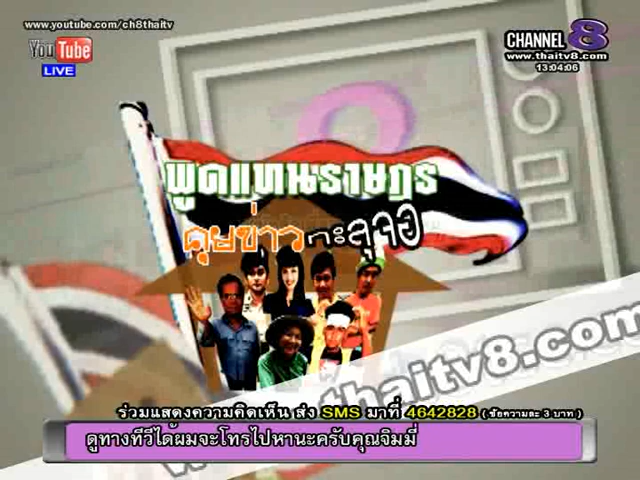 www.youtube.com/ch8thaitv
YouTube
LIVE
CHANNEL 8
www.thaitv8.com
13:04:06
พูดแทนราษฎร
คุยข่าวกะลุงจอ
www.thaitv8.com
ร่วมแสดงความคิดเห็น ส่ง SMS มาที่ 4642828 ( ข้อความละ 3 บาท )
ดูทางทีวีได้ผมจะโทรไปหานะครับคุณจิมมี่